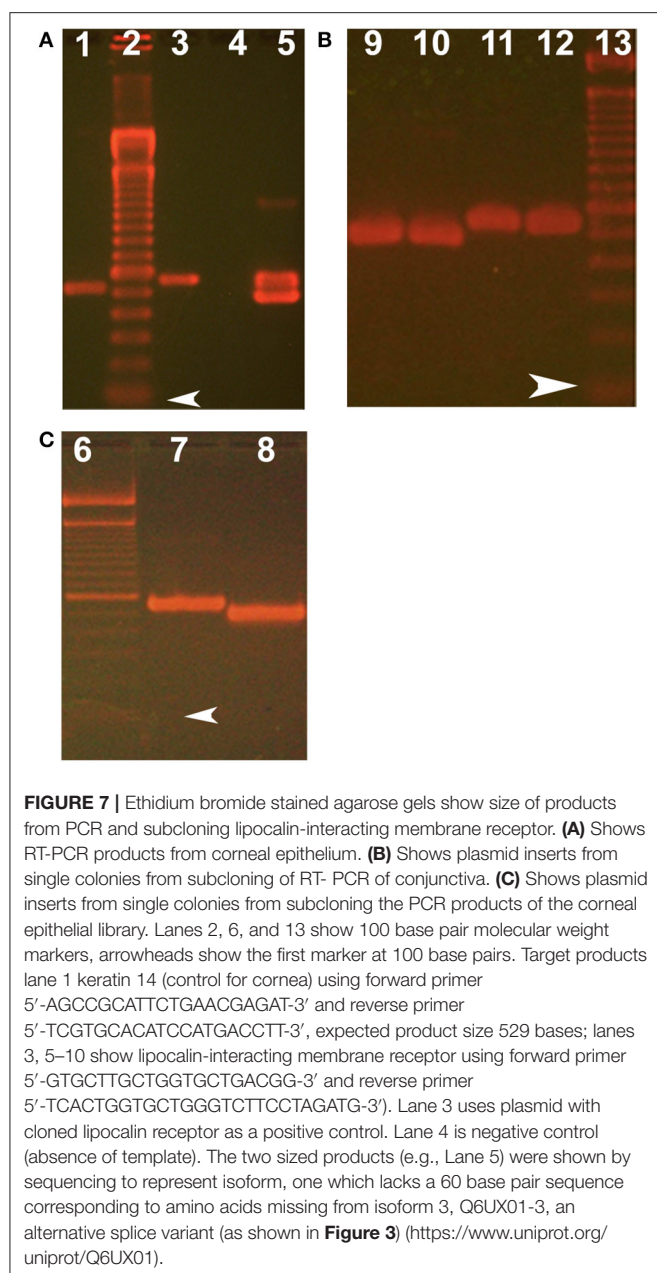 A
1 2 3 4 5
B
9 10 11 12 13
C
6 7 8
FIGURE 7 | Ethidium bromide stained agarose gels show size of products
from PCR and subcloning lipocalin-interacting membrane receptor. (A) Shows
RT-PCR products from corneal epithelium. (B) Shows plasmid inserts from
single colonies from subcloning of RT- PCR of conjunctiva. (C) Shows plasmid
inserts from single colonies from subcloning the PCR products of the corneal
epithelial library. Lanes 2, 6, and 13 show 100 base pair molecular weight
markers, arrowheads show the first marker at 100 base pairs. Target products
lane 1 keratin 14 (control for cornea) using forward primer
5′-AGCCGCATTCTGAACGAGAT-3′ and reverse primer
5′-TCGTGCACATCCATGACCTT-3′, expected product size 529 bases; lanes
3, 5–10 show lipocalin-interacting membrane receptor using forward primer
5′-GTGCTTGCTGGTGCTGACGG-3′ and reverse primer
5′-TCACTGGTGCTGGGTCTTCCTAGATG-3′). Lane 3 uses plasmid with
cloned lipocalin receptor as a positive control. Lane 4 is negative control
(absence of template). The two sized products (e.g., Lane 5) were shown by
sequencing to represent isoform, one which lacks a 60 base pair sequence
corresponding to amino acids missing from isoform 3, Q6UX01-3, an
alternative splice variant (as shown in Figure 3) (https://www.uniprot.org/
uniprot/Q6UX01).